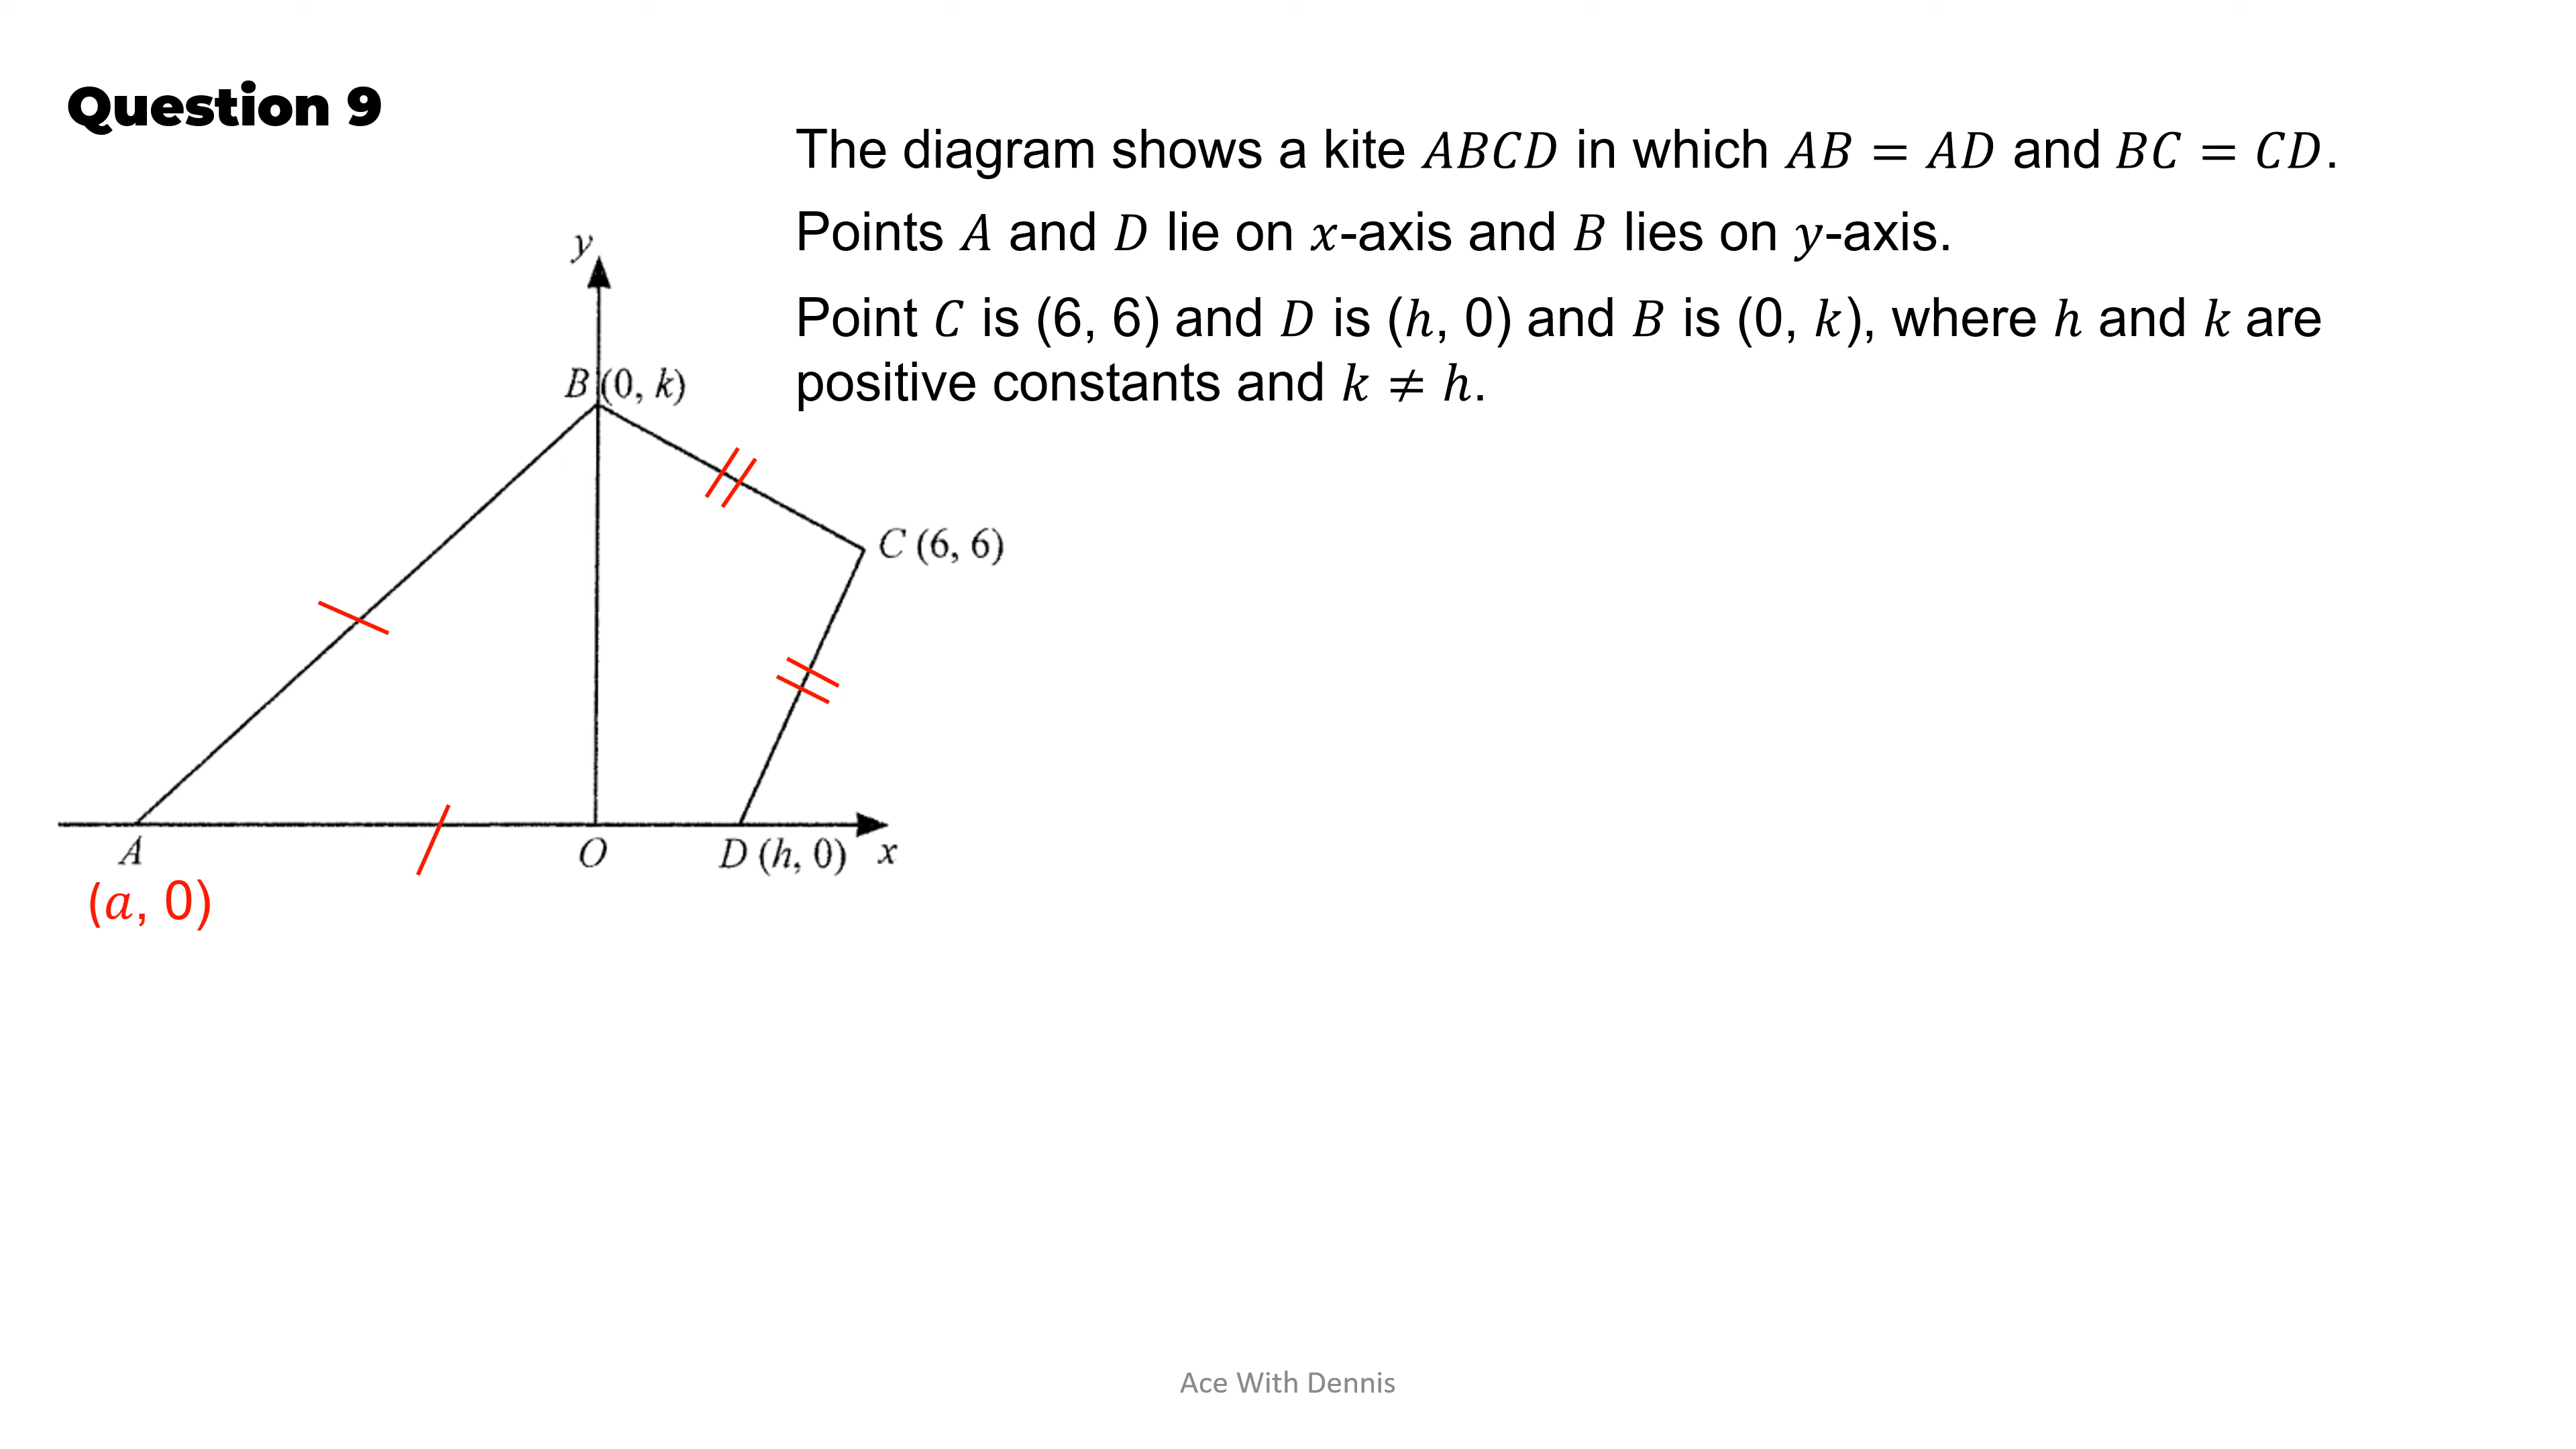 Question 9
The diagram shows a kite ABCD in which AB = AD and BC = CD.
Points A and D lie on x-axis and B lies on y-axis.
Point C is (6, 6) and D is (h, 0) and B is (0, k), where h and k are
positive constants and k ≠ h.
y
B (0, k)
C (6, 6)
A
O
D (h, 0)
x
(a, 0)
Ace With Dennis